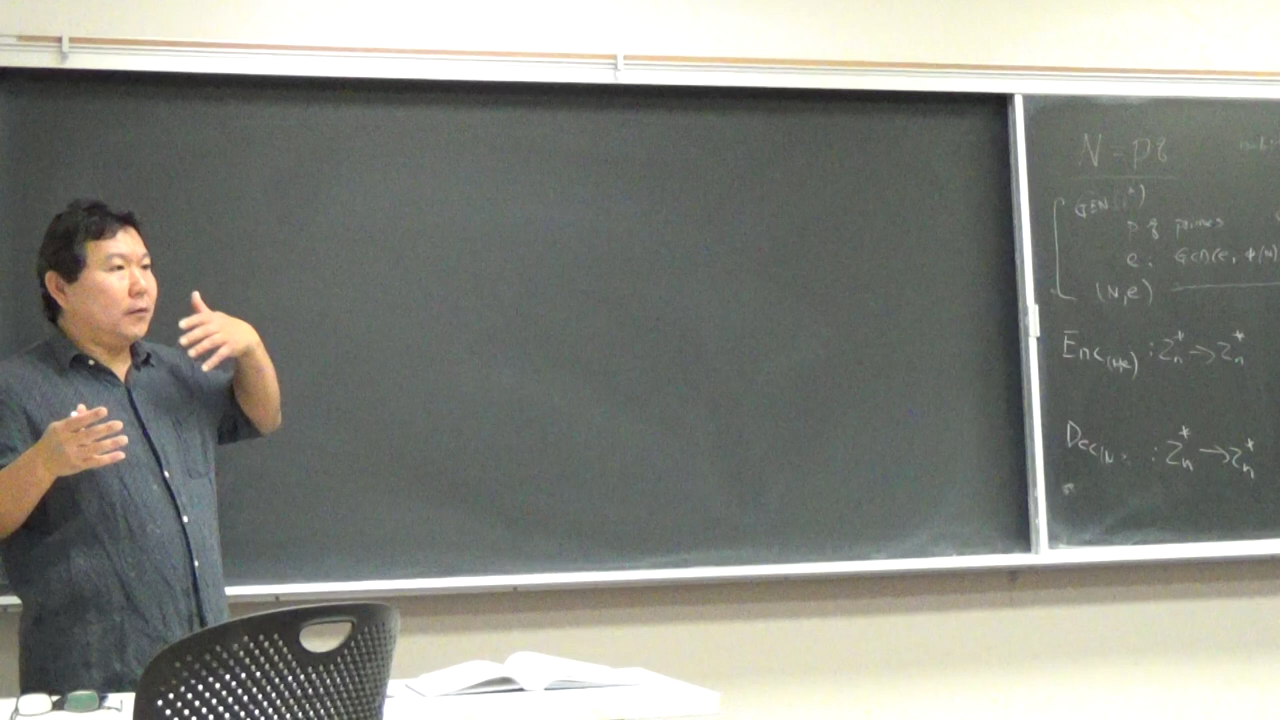 N = pq
GEN(1^λ)
p q primes
e: GCD(e, ϕ(N)
(N,e)
Enc(N,e) : Z*n → Z*n
Dec(N : Z*n → Z*n